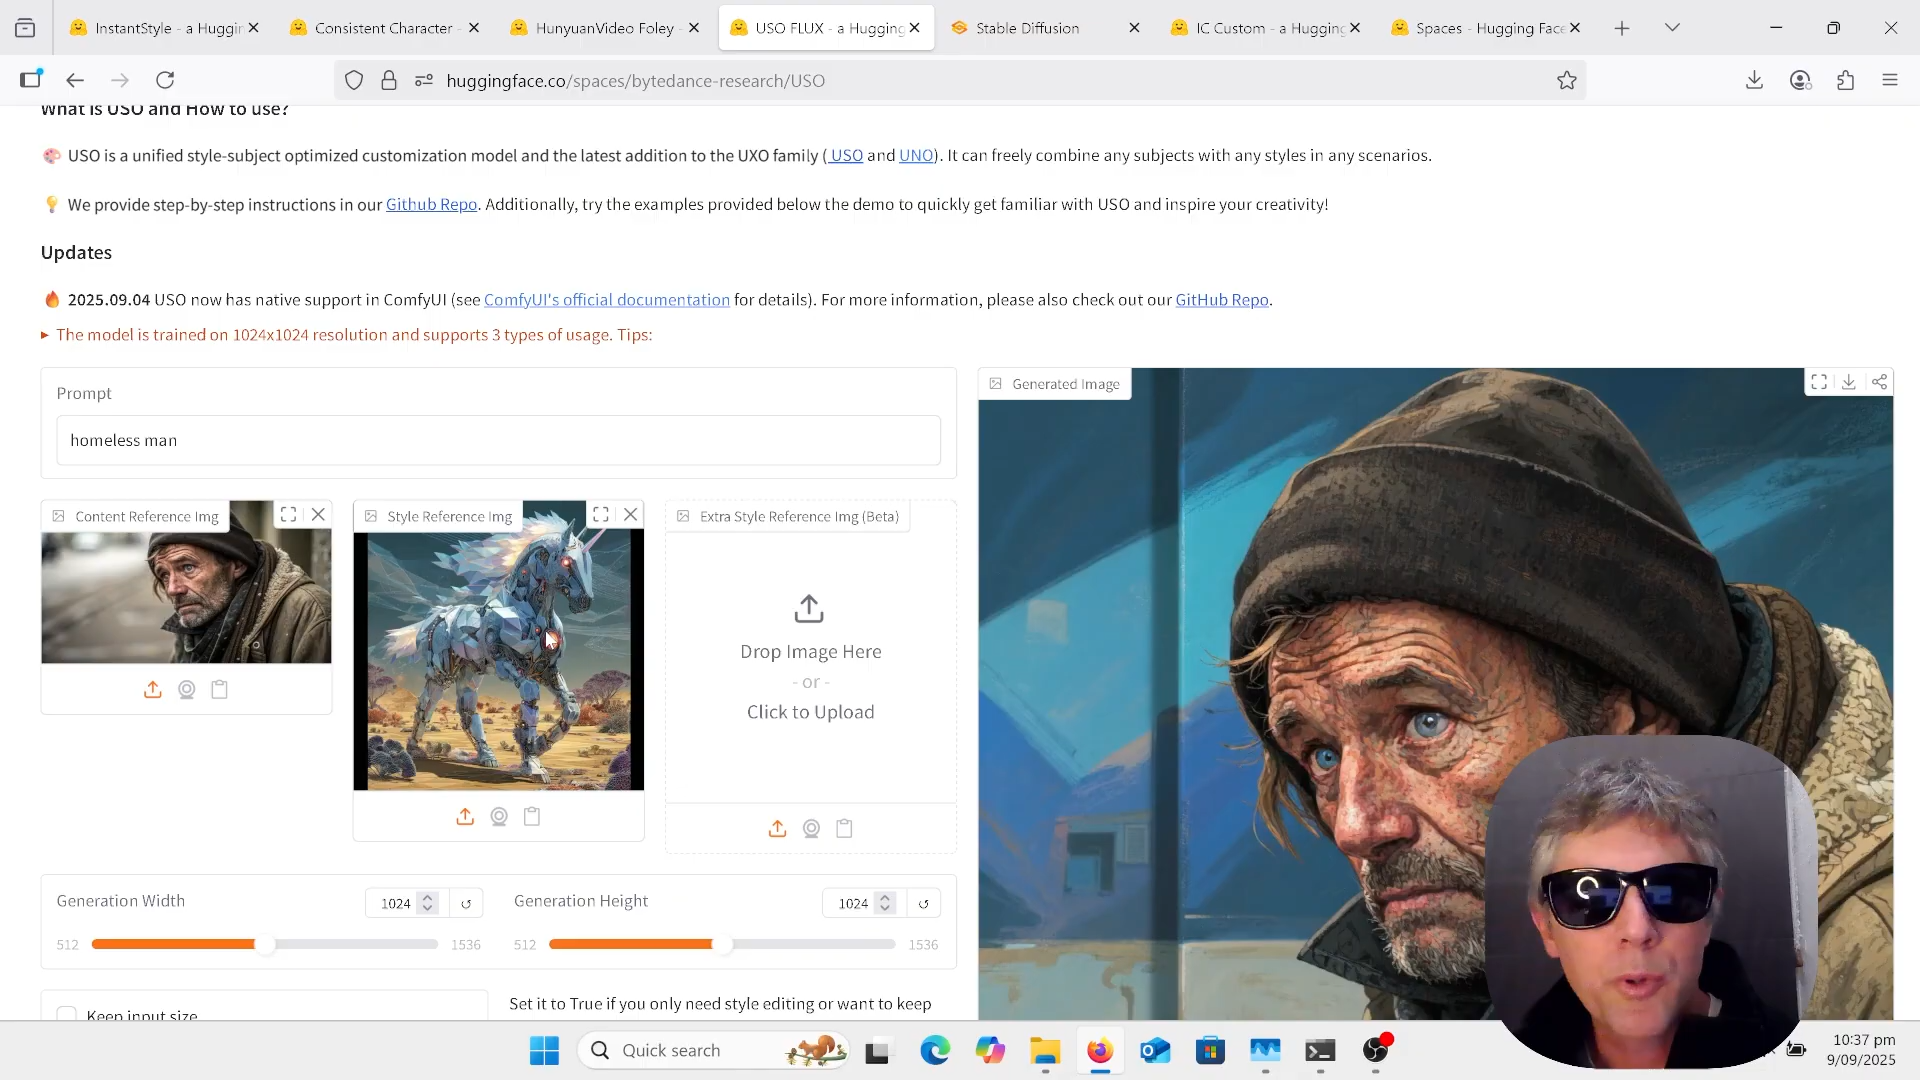 InstantStyle - a Huggin
Consistent Character -
HunyuanVideo Foley -
USO FLUX - a Hugging
Stable Diffusion
IC Custom - a Hugging
Spaces - Hugging Face
huggingface.co/spaces/bytedance-research/USO
What is USO and How to use?
🎨 USO is a unified style-subject optimized customization model and the latest addition to the UXO family ( USO and UNO). It can freely combine any subjects with any styles in any scenarios.
💡 We provide step-by-step instructions in our Github Repo. Additionally, try the examples provided below the demo to quickly get familiar with USO and inspire your creativity!
Updates
🔥 2025.09.04 USO now has native support in ComfyUI (see ComfyUI's official documentation for details). For more information, please also check out our GitHub Repo.
▸ The model is trained on 1024x1024 resolution and supports 3 types of usage. Tips:
Prompt
homeless man
Generated Image
Content Reference Img
Style Reference Img
Extra Style Reference Img (Beta)
Drop Image Here
- or -
Click to Upload
Generation Width
1024
512
1536
Generation Height
1024
512
1536
Keep input size
Set it to True if you only need style editing or want to keep
Quick search
10:37 pm
9/09/2025